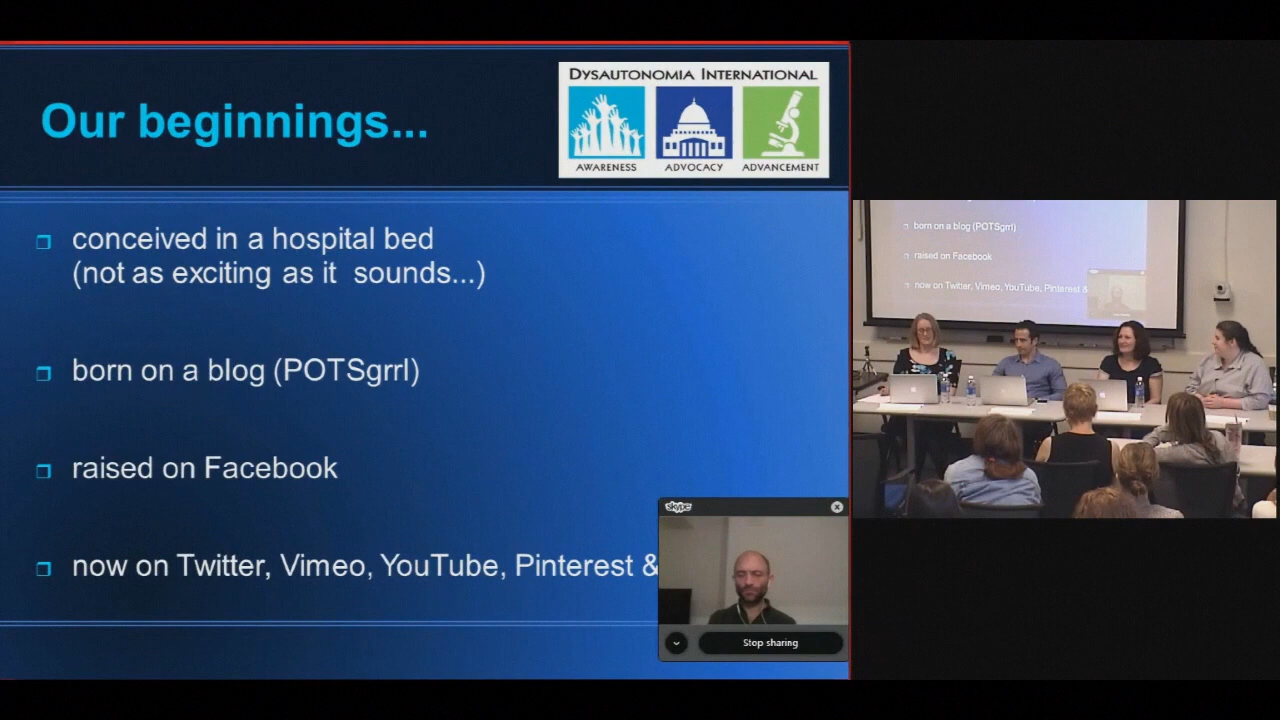 Our beginnings...
DYSAUTONOMIA INTERNATIONAL
AWARENESS ADVOCACY ADVANCEMENT
conceived in a hospital bed
(not as exciting as it sounds...)
born on a blog (POTSgrrl)
raised on Facebook
now on Twitter, Vimeo, YouTube, Pinterest &
skype
Stop sharing
born on a blog (POTSgrrl)
raised on Facebook
now on Twitter, Vimeo, YouTube, Pinterest &